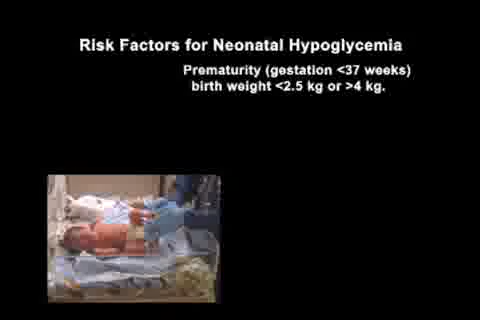 Risk Factors for Neonatal Hypoglycemia
Prematurity (gestation <37 weeks)
birth weight <2.5 kg or >4 kg.